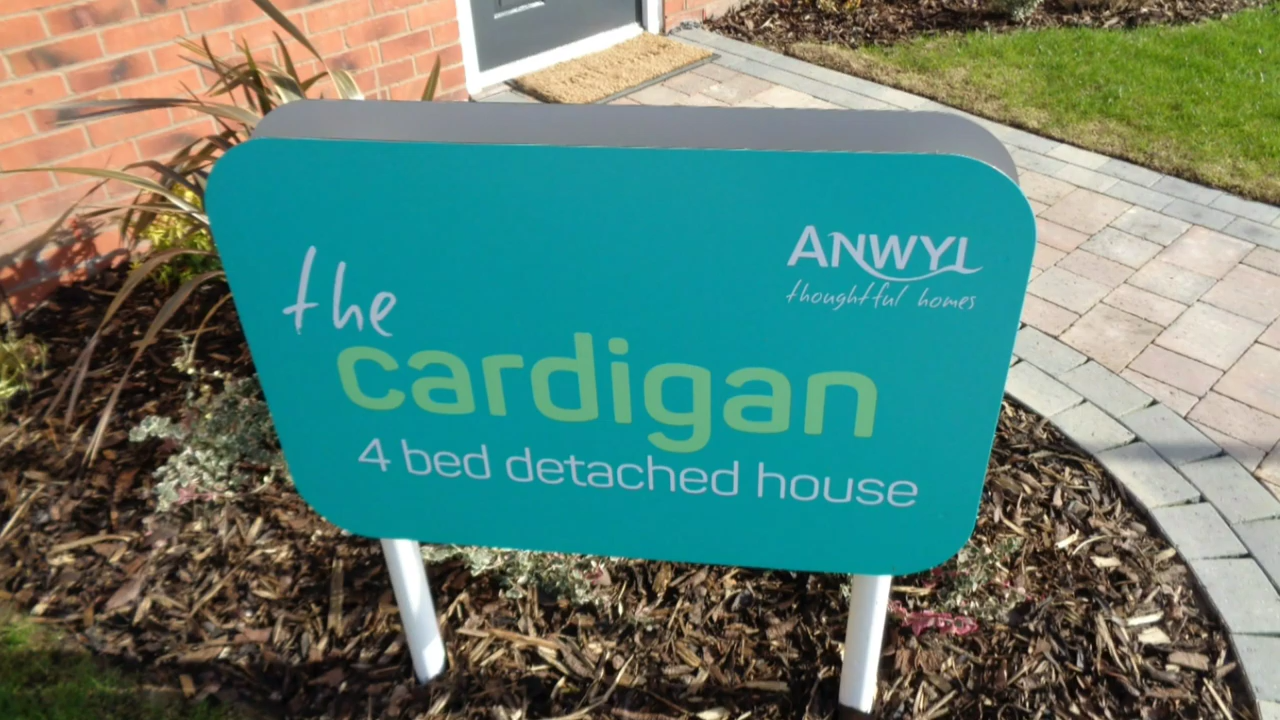 ANWYL
thoughtful homes
the
cardigan
4 bed detached house